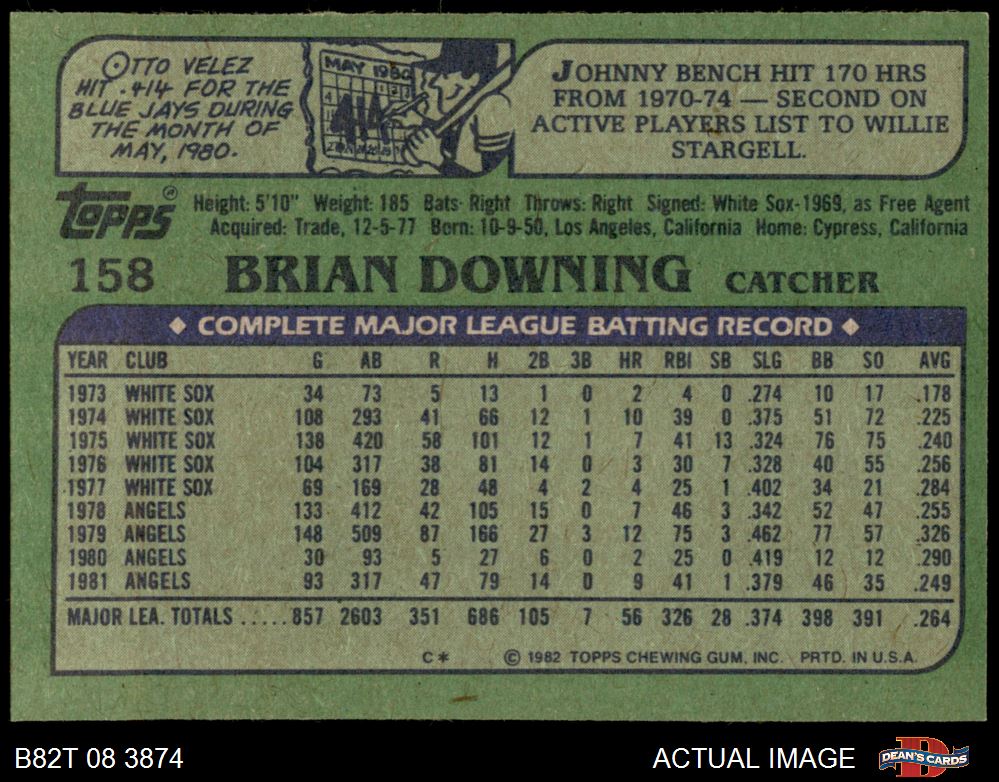 OTTO VELEZ
HIT .414 FOR THE
BLUE JAYS DURING
THE MONTH OF
MAY, 1980.
MAY 1980
414
JOHNNY BENCH HIT 170 HRS
FROM 1970-74 — SECOND ON
ACTIVE PLAYERS LIST TO WILLIE
STARGELL.
TOPPS®
Height: 5'10" Weight: 185 Bats: Right Throws: Right Signed: White Sox-1969, as Free Agent
Acquired: Trade, 12-5-77 Born: 10-9-50, Los Angeles, California Home: Cypress, California
158 BRIAN DOWNING CATCHER
◆ COMPLETE MAJOR LEAGUE BATTING RECORD ◆
YEAR CLUB G AB R H 2B 3B HR RBI SB SLG BB SO AVG
1973 WHITE SOX 34 73 5 13 1 0 2 4 0 .274 10 17 .178
1974 WHITE SOX 108 293 41 66 12 1 10 39 0 .375 51 72 .225
1975 WHITE SOX 138 420 58 101 12 1 7 41 13 .324 76 75 .240
1976 WHITE SOX 104 317 38 81 14 0 3 30 7 .328 40 55 .256
1977 WHITE SOX 69 169 28 48 4 2 4 25 1 .402 34 21 .284
1978 ANGELS 133 412 42 105 15 0 7 46 3 .342 52 47 .255
1979 ANGELS 148 509 87 166 27 3 12 75 3 .462 77 57 .326
1980 ANGELS 30 93 5 27 6 0 2 25 0 .419 12 12 .290
1981 ANGELS 93 317 47 79 14 0 9 41 1 .379 46 35 .249
MAJOR LEA. TOTALS .....857 2603 351 686 105 7 56 326 28 .374 398 391 .264
C* © 1982 TOPPS CHEWING GUM, INC. PRTD. IN U.S.A.
B82T 08 3874 ACTUAL IMAGE DEAN'S CARDS